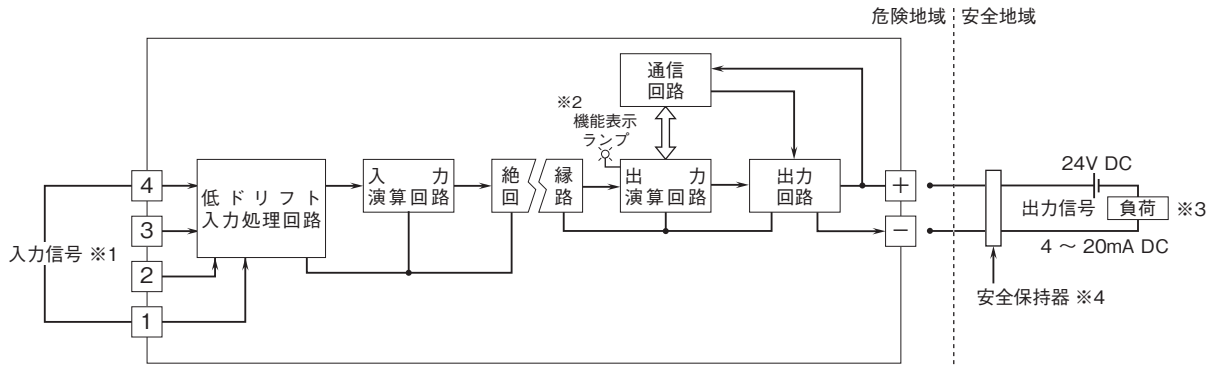 危険地域
安全地域
通信
回路
※2
機能表示
ランプ
4
3
2
1
入力信号 ※1
低ドリフト
入力処理回路
入力
演算回路
絶縁
回路
出力
演算回路
出力
回路
+
−
24V DC
出力信号
負荷
※3
4 ~ 20mA DC
安全保持器 ※4